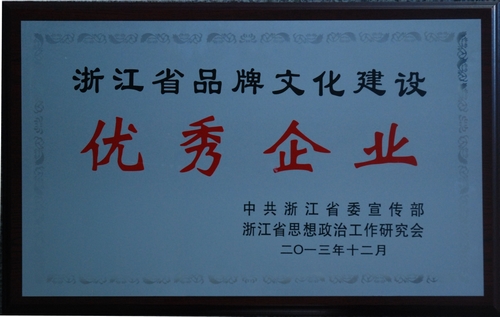 浙江省品牌文化建设
优秀企业
中共浙江省委宣传部
浙江省思想政治工作研究会
二〇一三年十二月